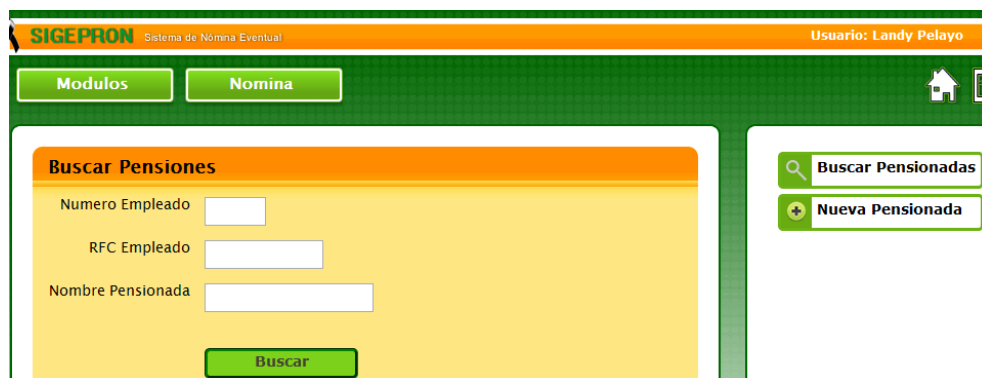 SIGEPRON Sistema de Nómina Eventual Usuario: Landy Pelayo
Modulos Nomina
Buscar Pensiones
Numero Empleado
RFC Empleado
Nombre Pensionada
Buscar
Buscar Pensionadas
Nueva Pensionada